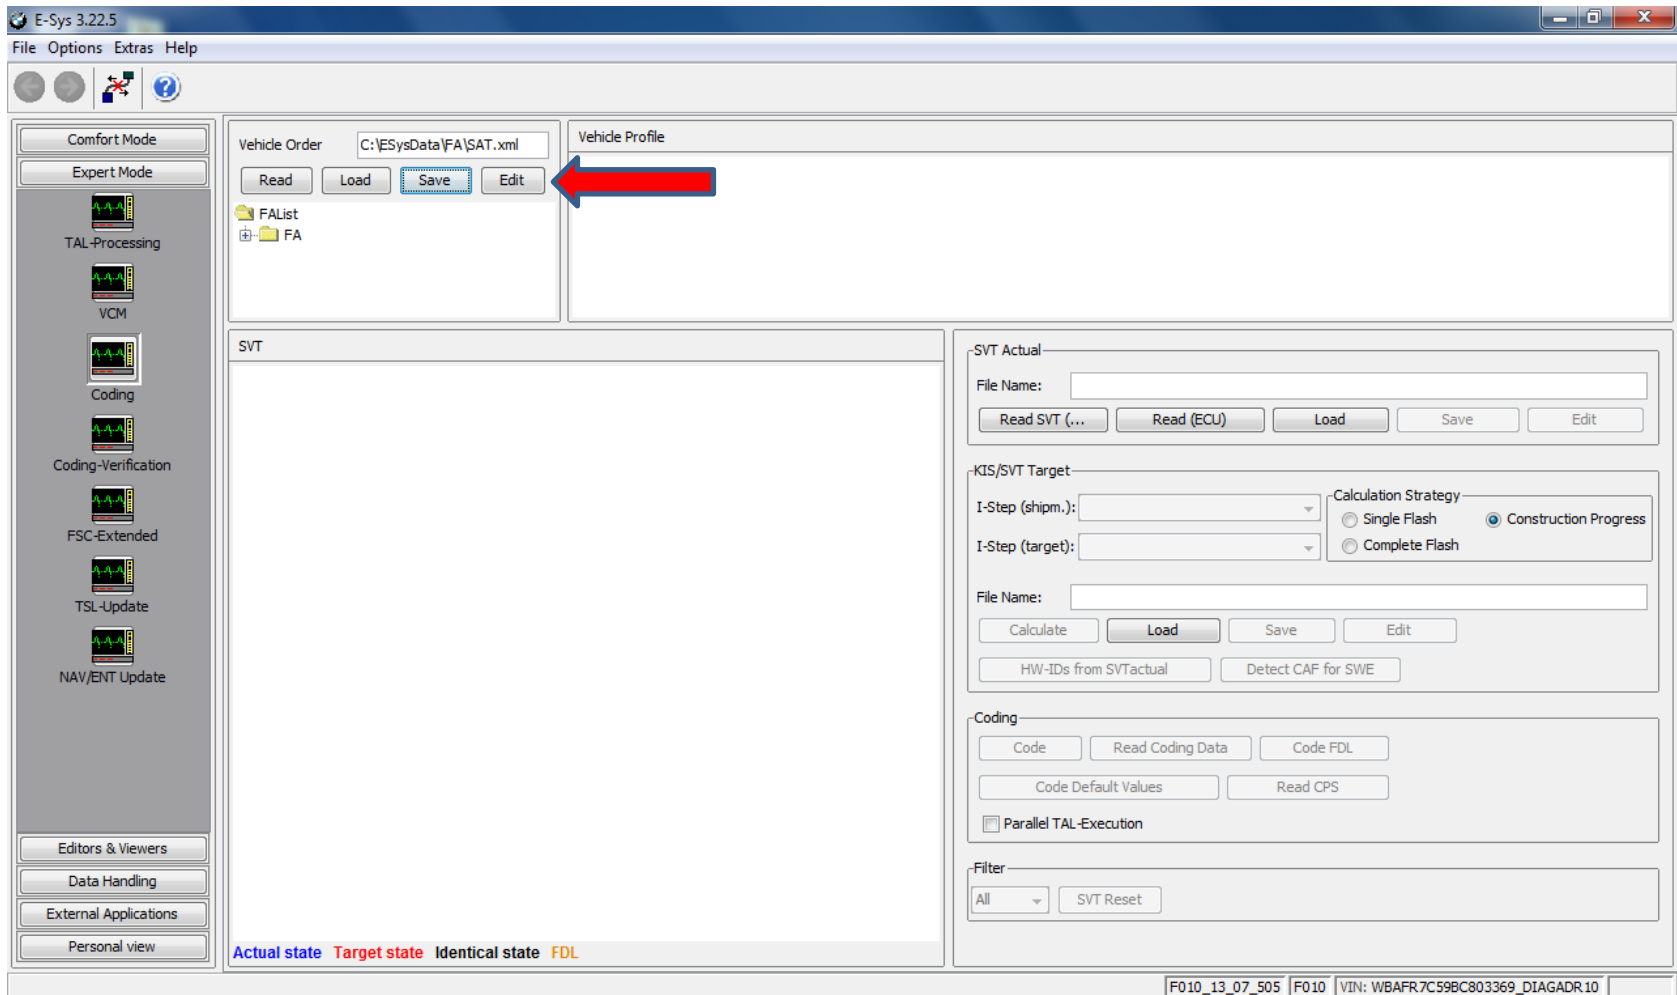 E-Sys 3.22.5
File Options Extras Help
Comfort Mode
Expert Mode
TAL-Processing
VCM
Coding
Coding-Verification
FSC-Extended
TSL-Update
NAV/ENT Update
Editors & Viewers
Data Handling
External Applications
Personal view
Vehicle Order C:\ESysData\FA\SAT.xml
Read Load Save Edit
FAList
FA
Vehicle Profile
SVT
Actual state Target state Identical state FDL
SVT Actual
File Name:
Read SVT (... Read (ECU) Load Save Edit
KIS/SVT Target
I-Step (shipm.):
I-Step (target):
Calculation Strategy
Single Flash Construction Progress
Complete Flash
File Name:
Calculate Load Save Edit
HW-IDs from SVTactual Detect CAF for SWE
Coding
Code Read Coding Data Code FDL
Code Default Values Read CPS
Parallel TAL-Execution
Filter
All SVT Reset
F010_13_07_505 F010 VIN: WBAFR7C59BC803369_DIAGADR10